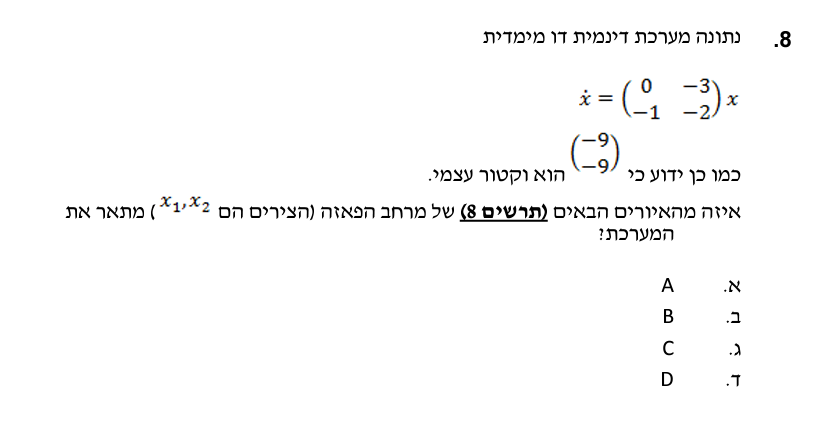 8. נתונה מערכת דינמית דו מימדית
ẋ = (0 −3; −1 −2) x
כמו כן ידוע כי (−9; −9) הוא וקטור עצמי.
איזה מהאיורים הבאים (תרשים 8) של מרחב הפאזה (הצירים הם x₁,x₂) מתאר את
המערכת?
א. A
ב. B
ג. C
ד. D